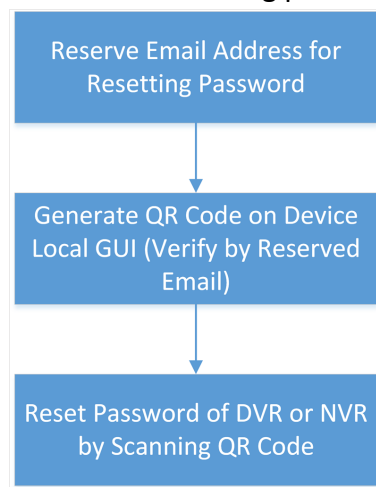 Reserve Email Address for
Resetting Password
Generate QR Code on Device
Local GUI (Verify by Reserved
Email)
Reset Password of DVR or NVR
by Scanning QR Code